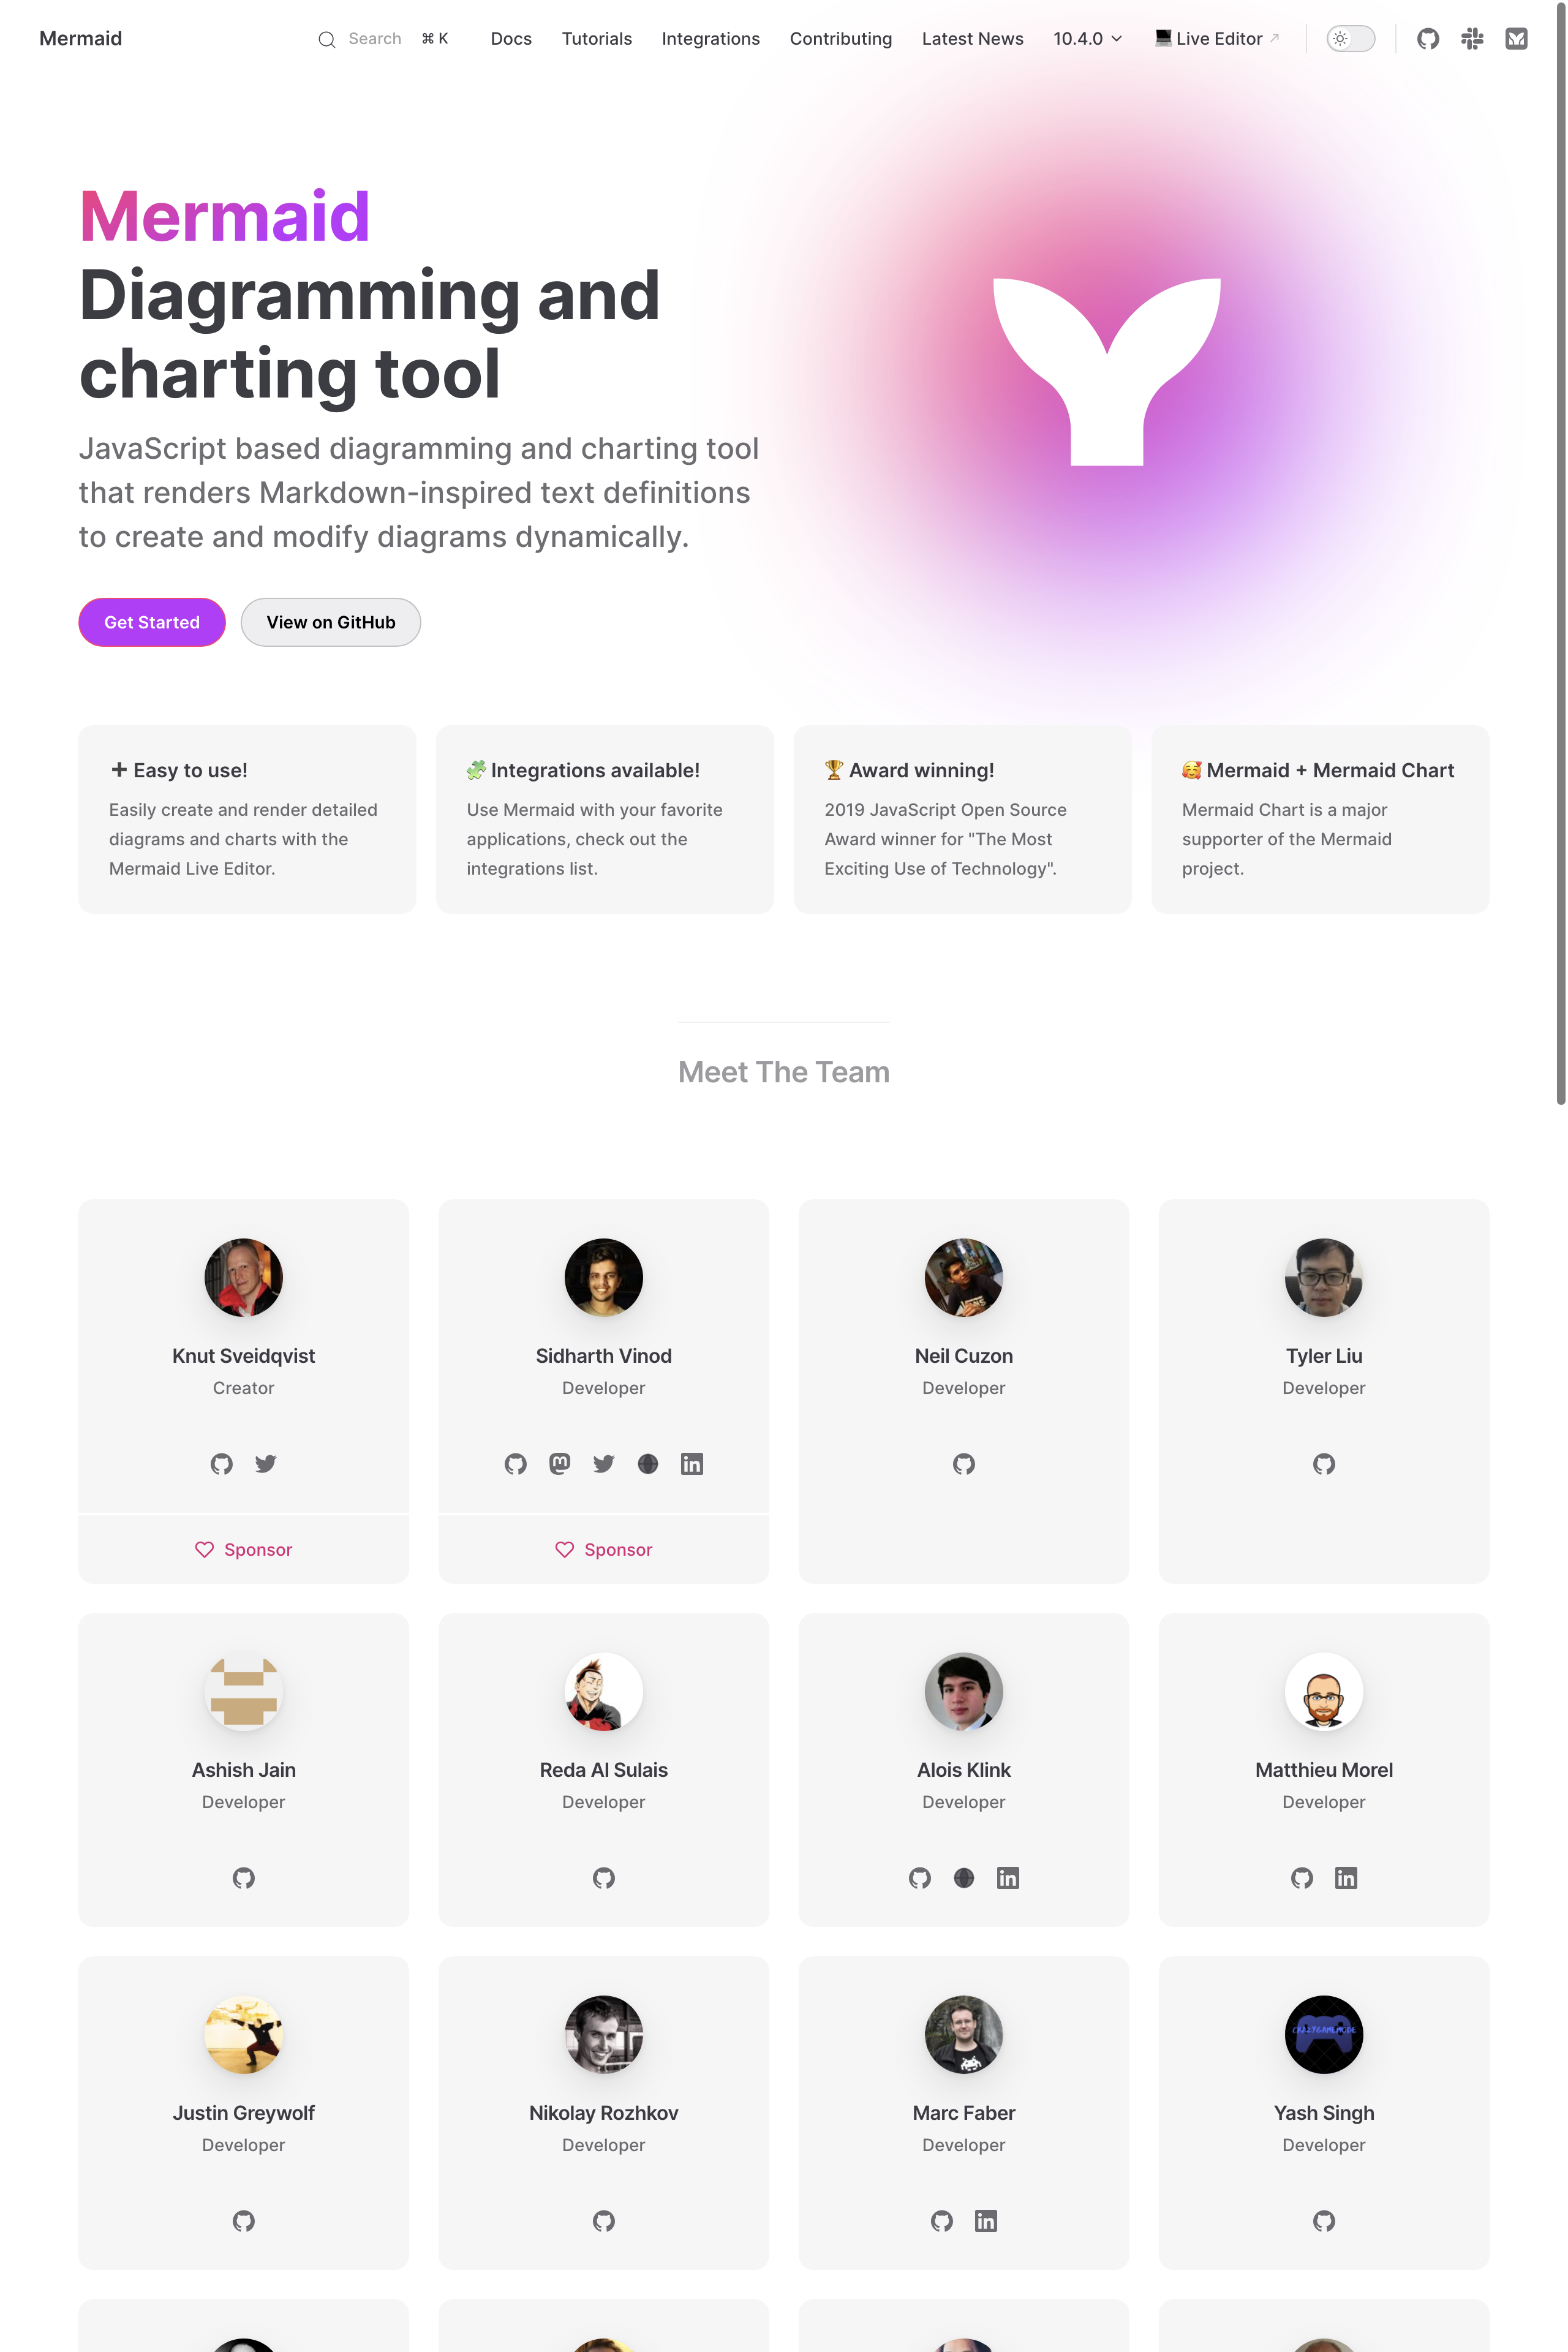 Mermaid
Search ⌘ K Docs Tutorials Integrations Contributing Latest News 10.4.0 Live Editor
Mermaid
Diagramming and
charting tool
JavaScript based diagramming and charting tool
that renders Markdown-inspired text definitions
to create and modify diagrams dynamically.
Get Started View on GitHub
Easy to use!
Easily create and render detailed
diagrams and charts with the
Mermaid Live Editor.
Integrations available!
Use Mermaid with your favorite
applications, check out the
integrations list.
Award winning!
2019 JavaScript Open Source
Award winner for "The Most
Exciting Use of Technology".
Mermaid + Mermaid Chart
Mermaid Chart is a major
supporter of the Mermaid
project.
Meet The Team
Knut Sveidqvist
Creator
Sponsor
Sidharth Vinod
Developer
Sponsor
Neil Cuzon
Developer
Tyler Liu
Developer
Ashish Jain
Developer
Reda Al Sulais
Developer
Alois Klink
Developer
Matthieu Morel
Developer
Justin Greywolf
Developer
Nikolay Rozhkov
Developer
Marc Faber
Developer
CRAZYGAMEMODE
Yash Singh
Developer